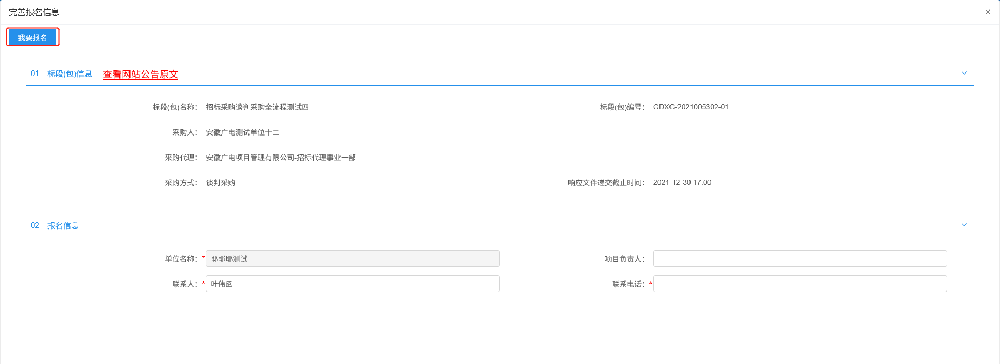 完善报名信息
×
我要报名
01 标段(包)信息 查看网站公告原文
标段(包)名称： 招标采购谈判采购全流程测试四 标段(包)编号： GDXG-2021005302-01
采购人： 安徽广电测试单位十二
采购代理： 安徽广电项目管理有限公司-招标代理事业一部
采购方式： 谈判采购 响应文件递交截止时间： 2021-12-30 17:00
02 报名信息
单位名称：* 耶耶耶测试 项目负责人：
联系人：* 叶伟函 联系电话：*